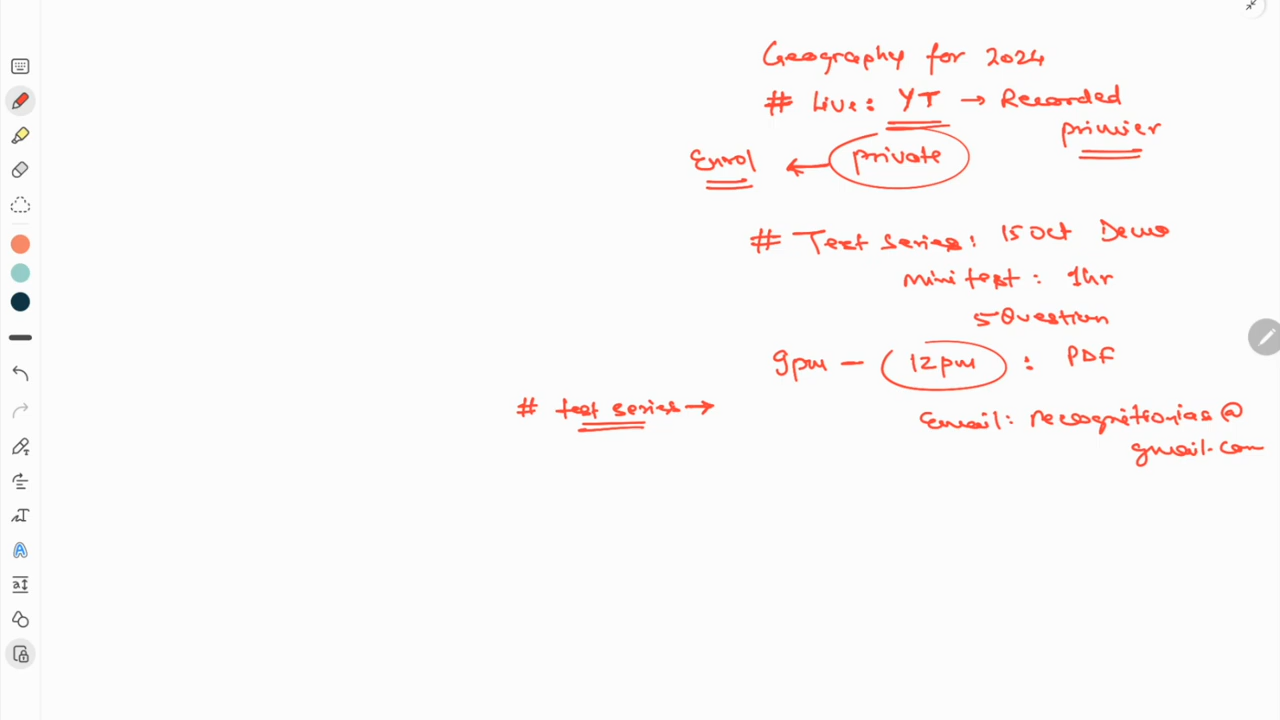 Geography for 2024
# Live: YT → Recorded
primier
Enrol ← private
# Test series: 15 Oct Demo
mini test : 1hr
5 Question
9pm — 12pm : PDF
# test series →
Email: recognitionias@
gmail.com